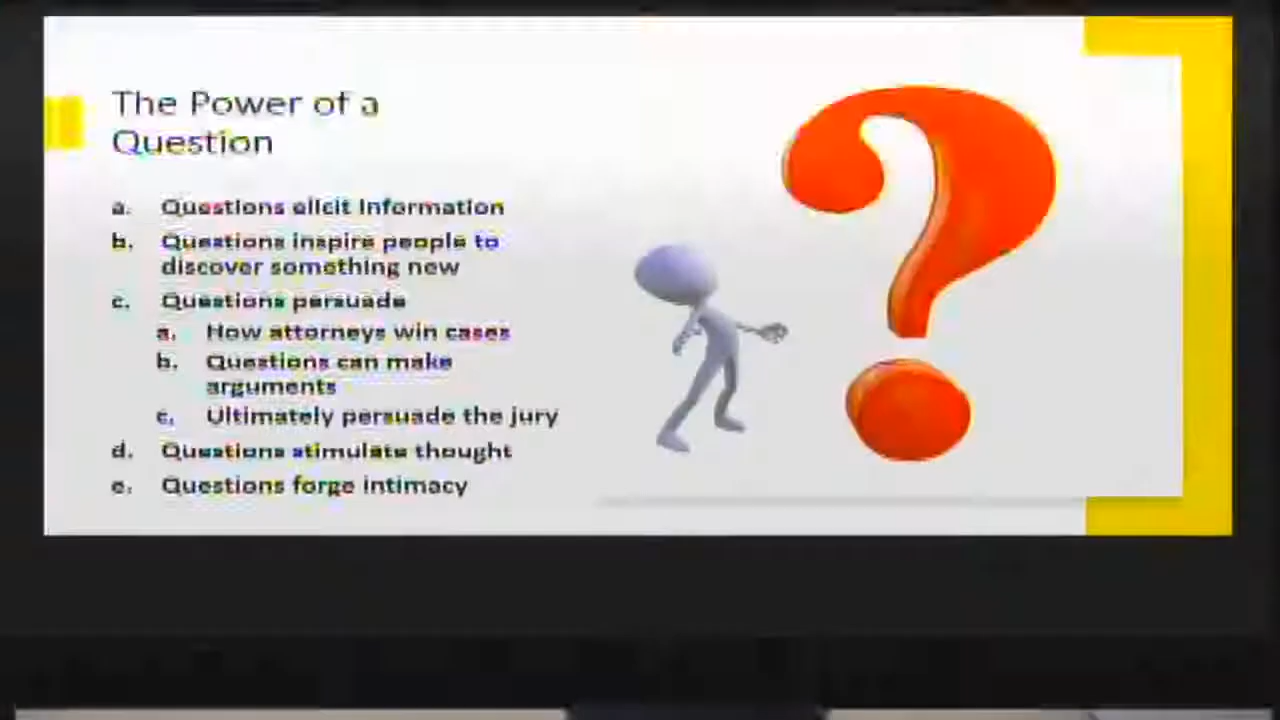 The Power of a
Question
a. Questions elicit information
b. Questions inspire people to
discover something new
c. Questions persuade
a. How attorneys win cases
b. Questions can make
arguments
c. Ultimately persuade the jury
d. Questions stimulate thought
e. Questions forge intimacy